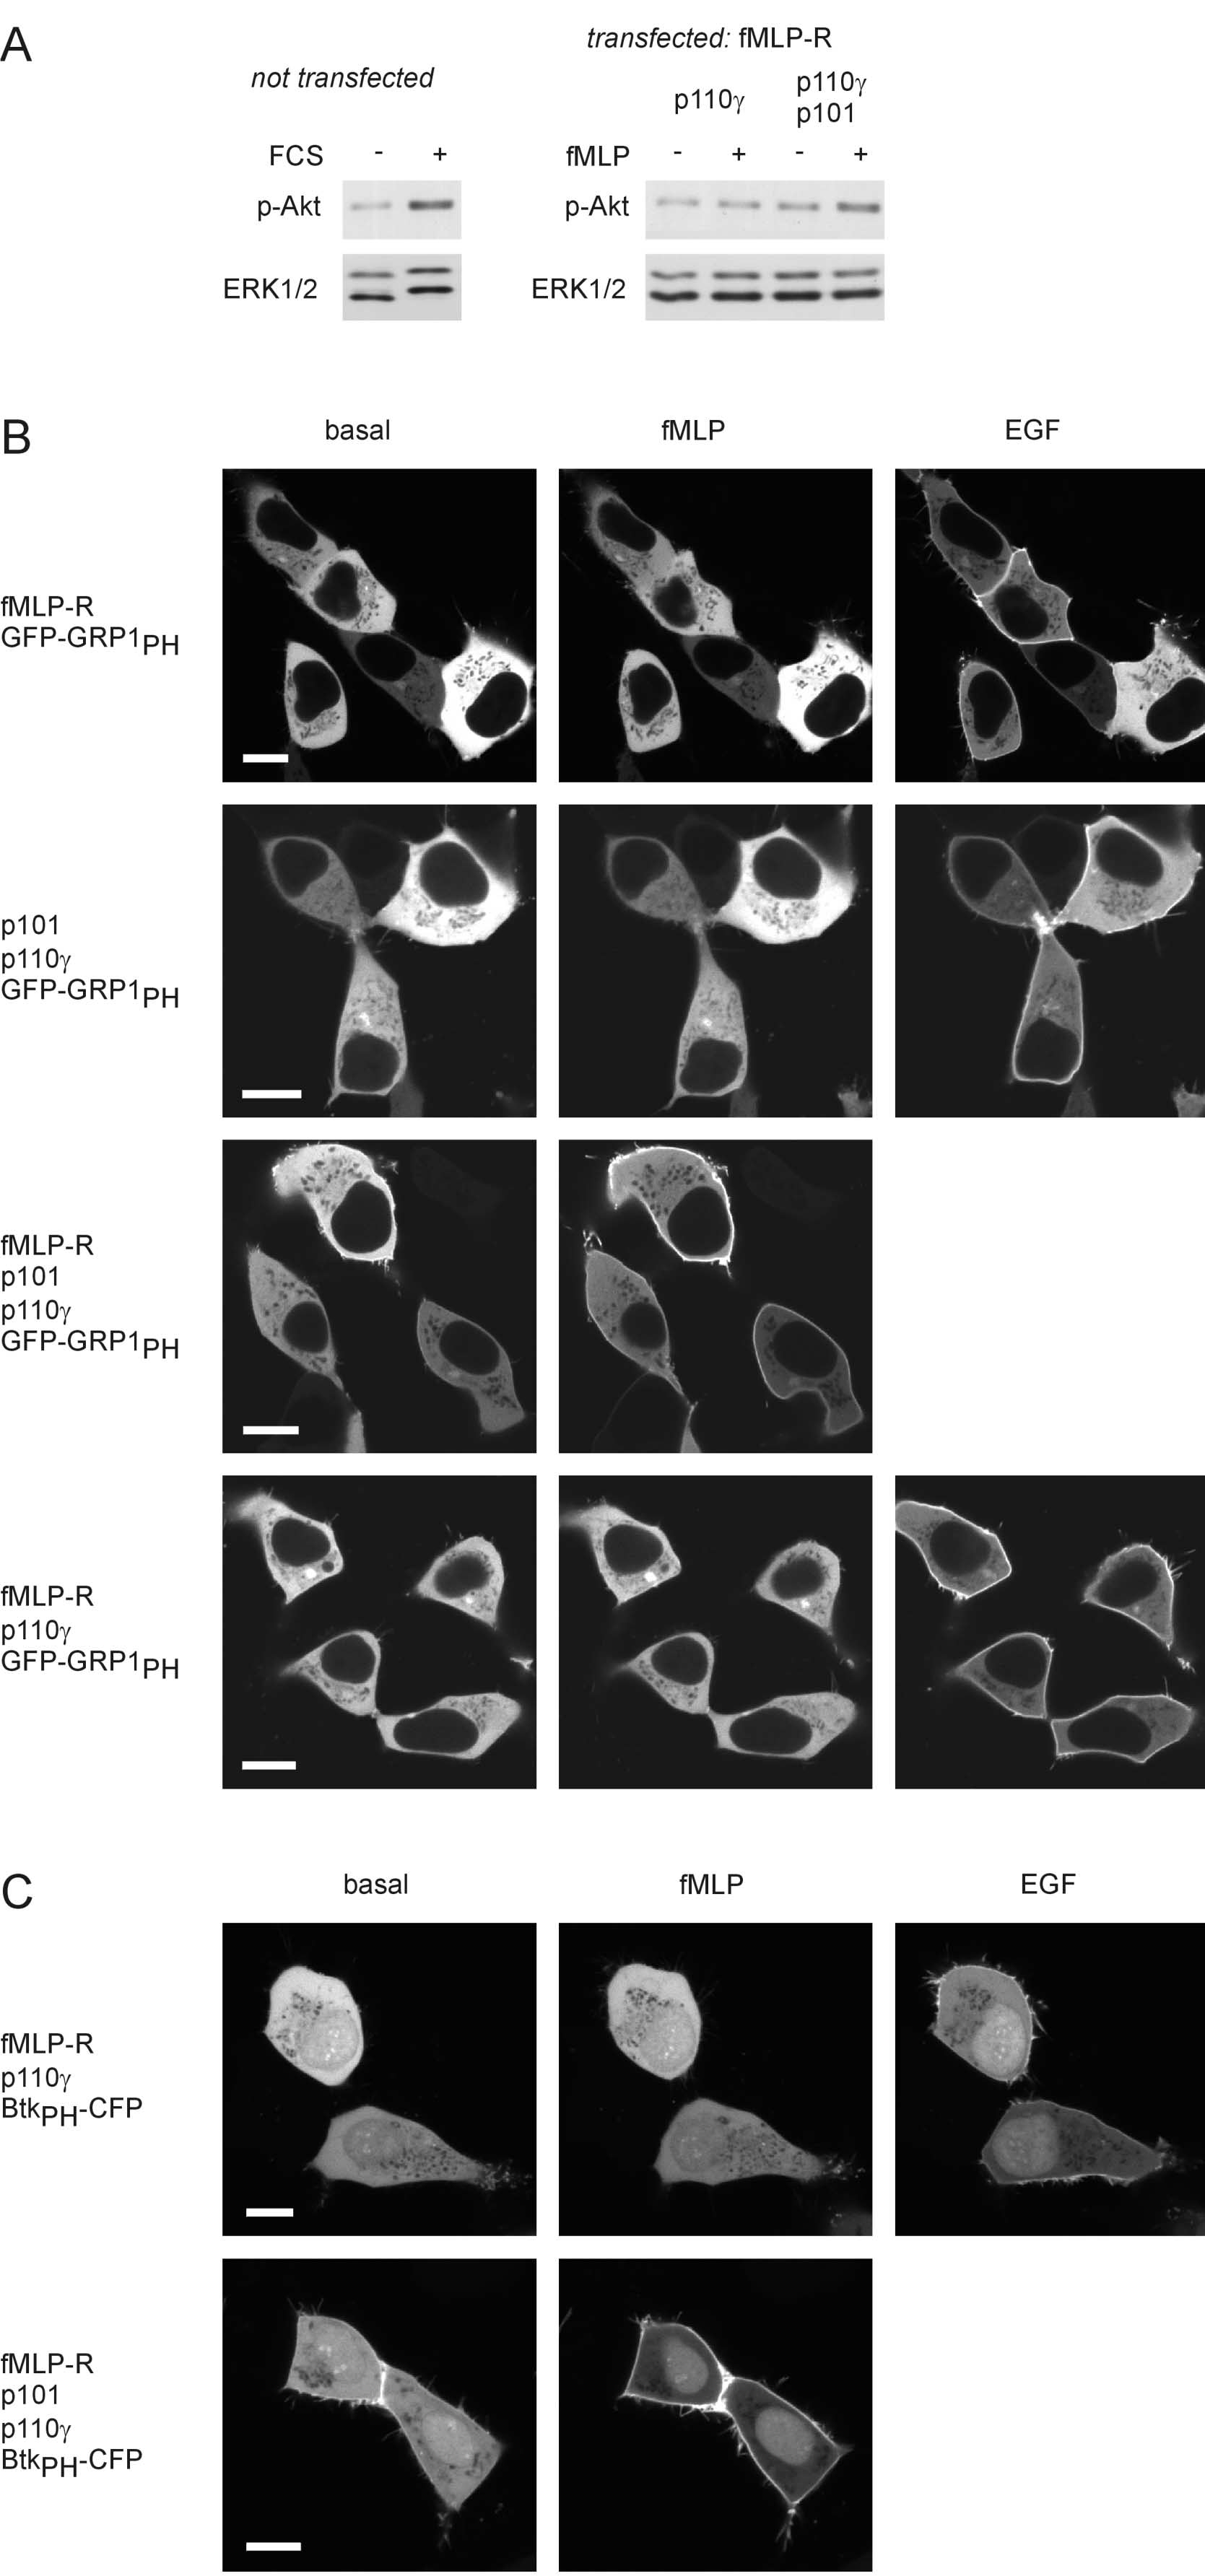 A
transfected: fMLP-R
not transfected
p110γ
p110γ
p101
FCS - +
fMLP - + - +
p-Akt
p-Akt
ERK1/2
ERK1/2
B
basal
fMLP
EGF
fMLP-R
GFP-GRP1PH
p101
p110γ
GFP-GRP1PH
fMLP-R
p101
p110γ
GFP-GRP1PH
fMLP-R
p110γ
GFP-GRP1PH
C
basal
fMLP
EGF
fMLP-R
p110γ
BtkPH-CFP
fMLP-R
p101
p110γ
BtkPH-CFP